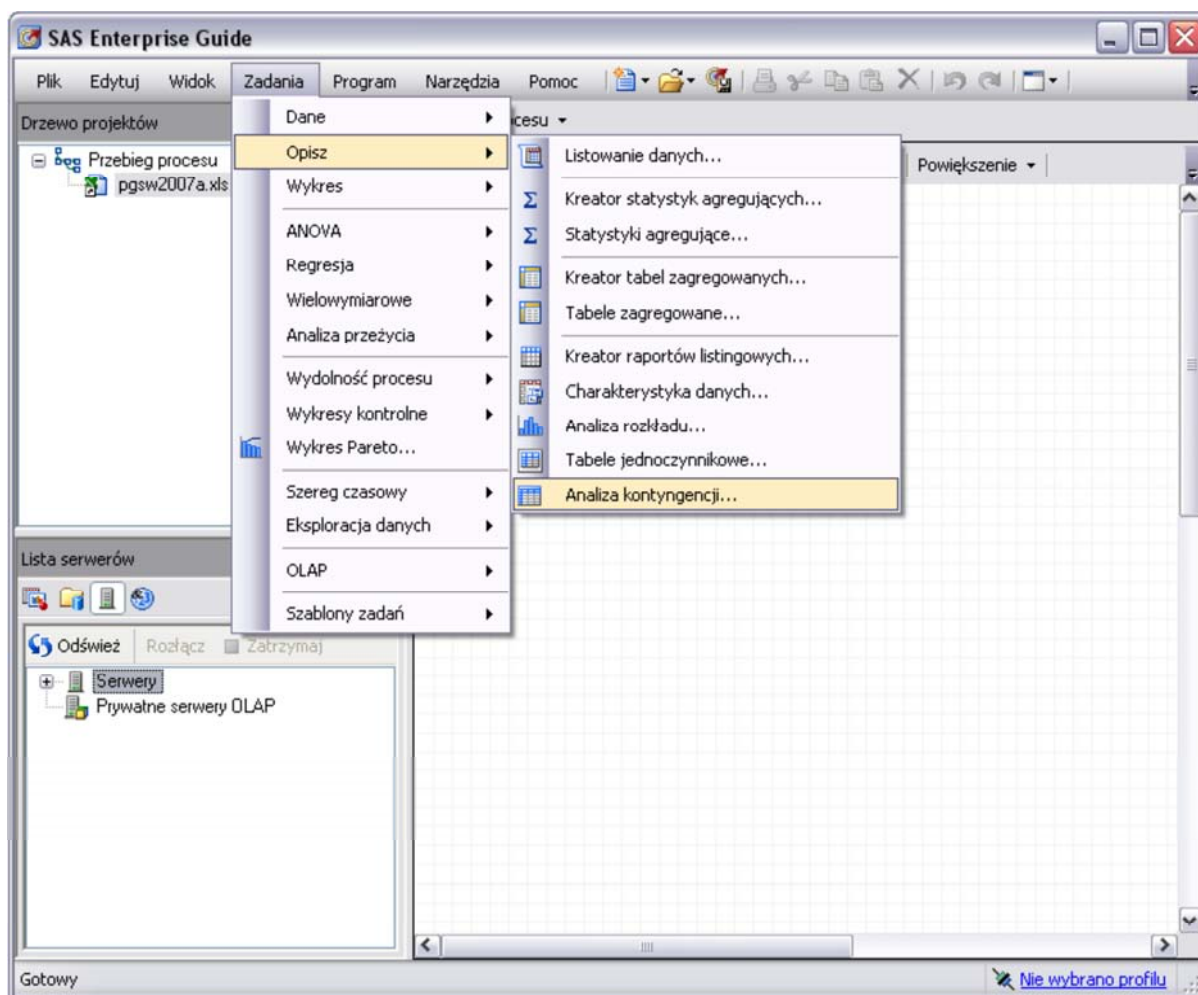 SAS Enterprise Guide
Plik Edytuj Widok Zadania Program Narzędzia Pomoc
Drzewo projektów
cesu
Przebieg procesu
pgsw2007a.xls
Powiększenie
Dane
Opisz
Wykres
ANOVA
Regresja
Wielowymiarowe
Analiza przeżycia
Wydolność procesu
Wykresy kontrolne
Wykres Pareto...
Szereg czasowy
Eksploracja danych
OLAP
Szablony zadań
Listowanie danych...
Kreator statystyk agregujących...
Statystyki agregujące...
Kreator tabel zagregowanych...
Tabele zagregowane...
Kreator raportów listingowych...
Charakterystyka danych...
Analiza rozkładu...
Tabele jednoczynnikowe...
Analiza kontyngencji...
Lista serwerów
Odśwież Rozłącz Zatrzymaj
Serwery
Prywatne serwery OLAP
Gotowy
Nie wybrano profilu